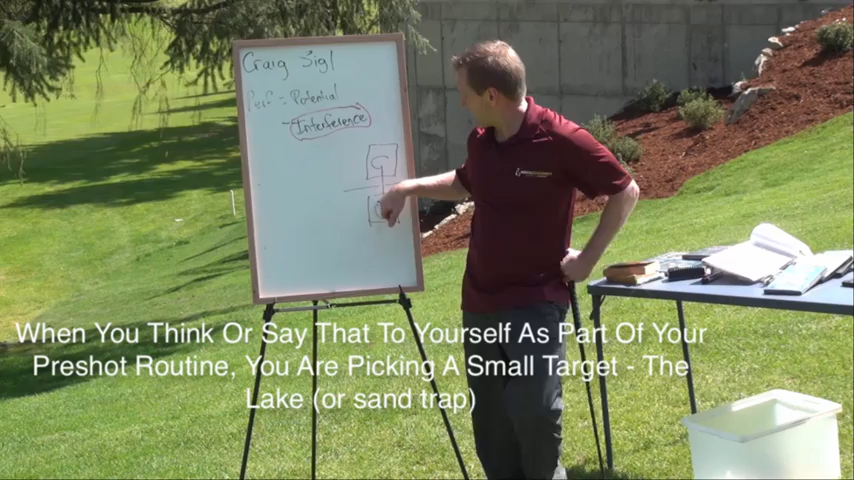 Craig Sigl
Perf = Potential
- Interference
C
When You Think Or Say That To Yourself As Part Of Your
Preshot Routine, You Are Picking A Small Target - The
Lake (or sand trap)